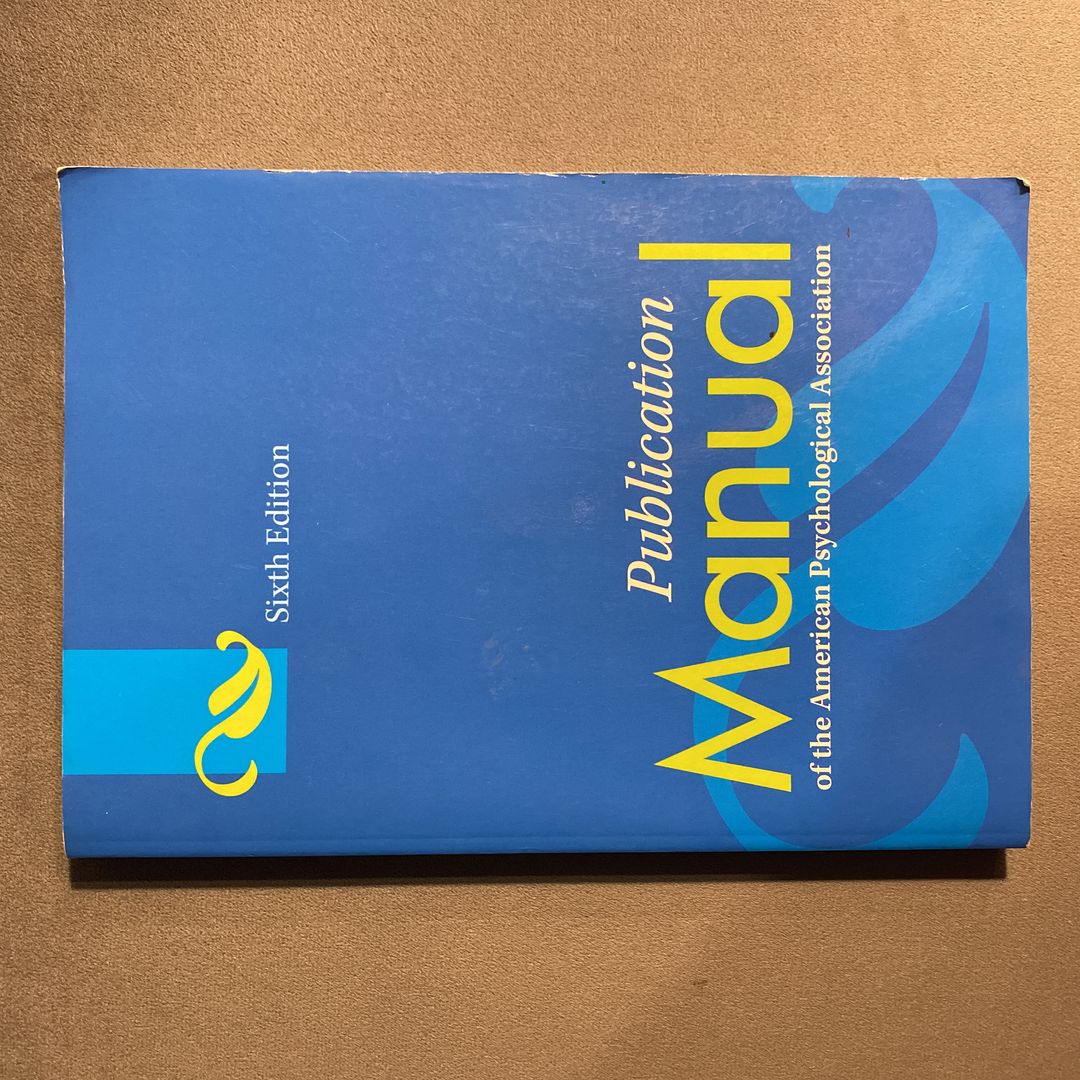 Sixth Edition
Publication
Manual
of the American Psychological Association